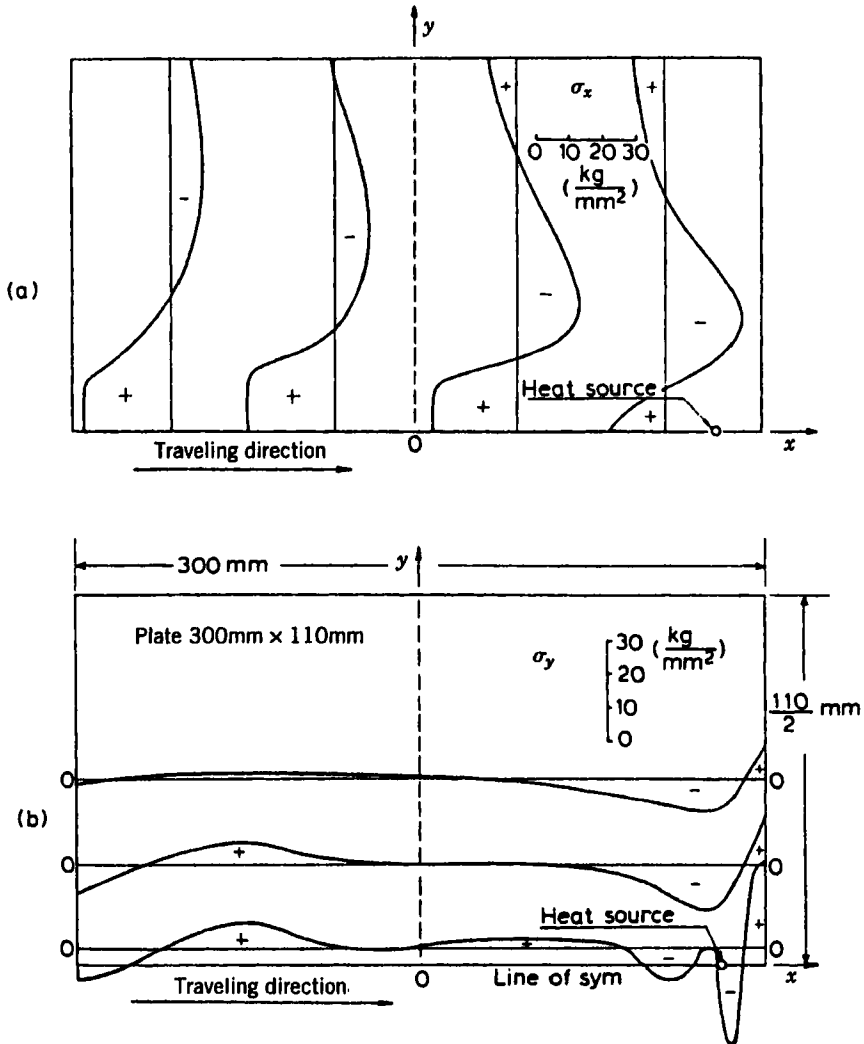 y
+ σx +
0 10 20 30
(kg/mm²)
-
-
(a)
-
-
Heat source
+
+
+
+
0
x
Traveling direction
300 mm
y
Plate 300mm × 110mm
σy
30 (kg/mm²)
20
10
0
110/2 mm
0
+
0
-
(b)
+
+
0
0
-
Heat source
+
0
+
+
-
0
-
Traveling direction
0
Line of sym
x